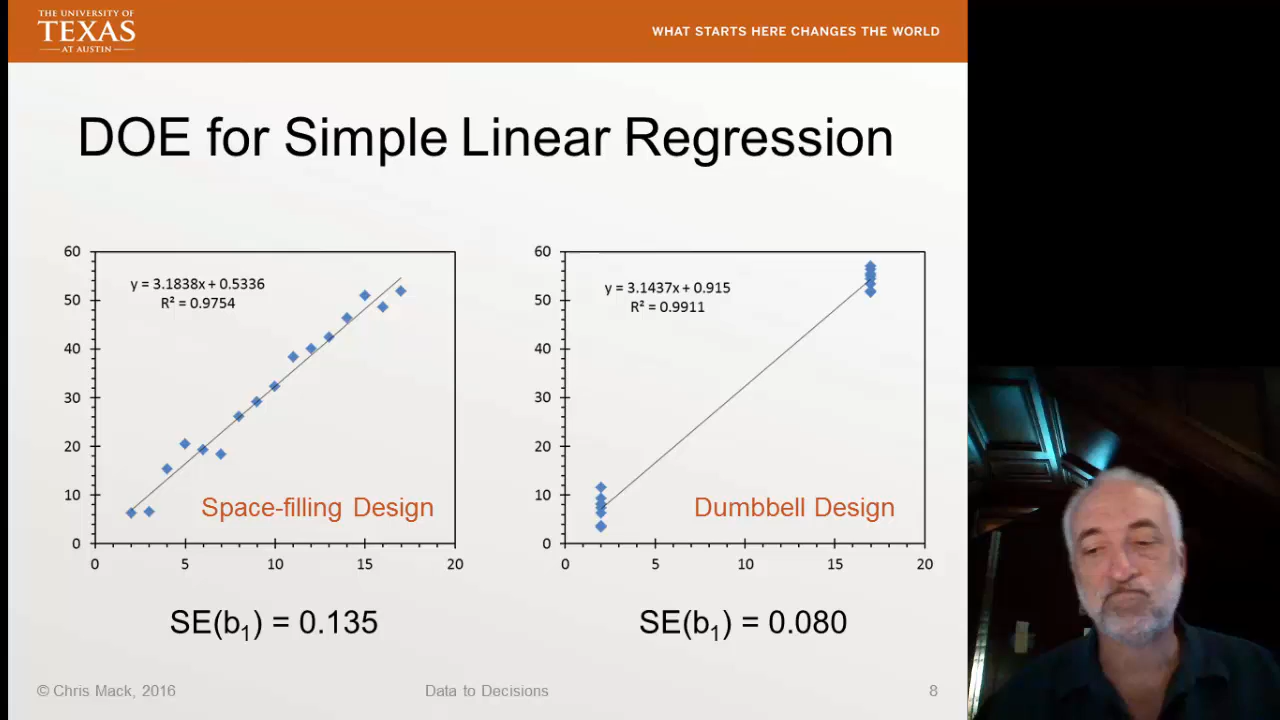 THE UNIVERSITY OF
TEXAS
AT AUSTIN
WHAT STARTS HERE CHANGES THE WORLD
DOE for Simple Linear Regression
60
50
40
30
20
10
0
y = 3.1838x + 0.5336
R² = 0.9754
Space-filling Design
0 5 10 15 20
SE(b₁) = 0.135
60
50
40
30
20
10
0
y = 3.1437x + 0.915
R² = 0.9911
Dumbbell Design
0 5 10 15 20
SE(b₁) = 0.080
© Chris Mack, 2016
Data to Decisions
8